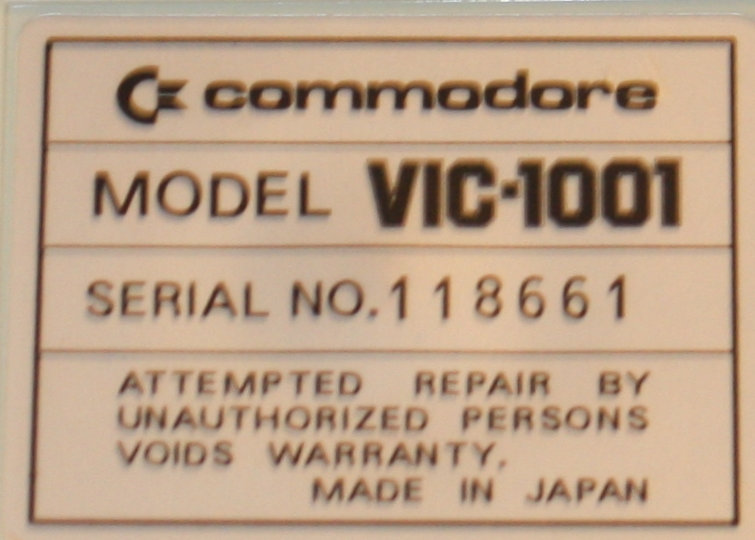 commodore
MODEL VIC-1001
SERIAL NO. 118661
ATTEMPTED REPAIR BY
UNAUTHORIZED PERSONS
VOIDS WARRANTY.
MADE IN JAPAN